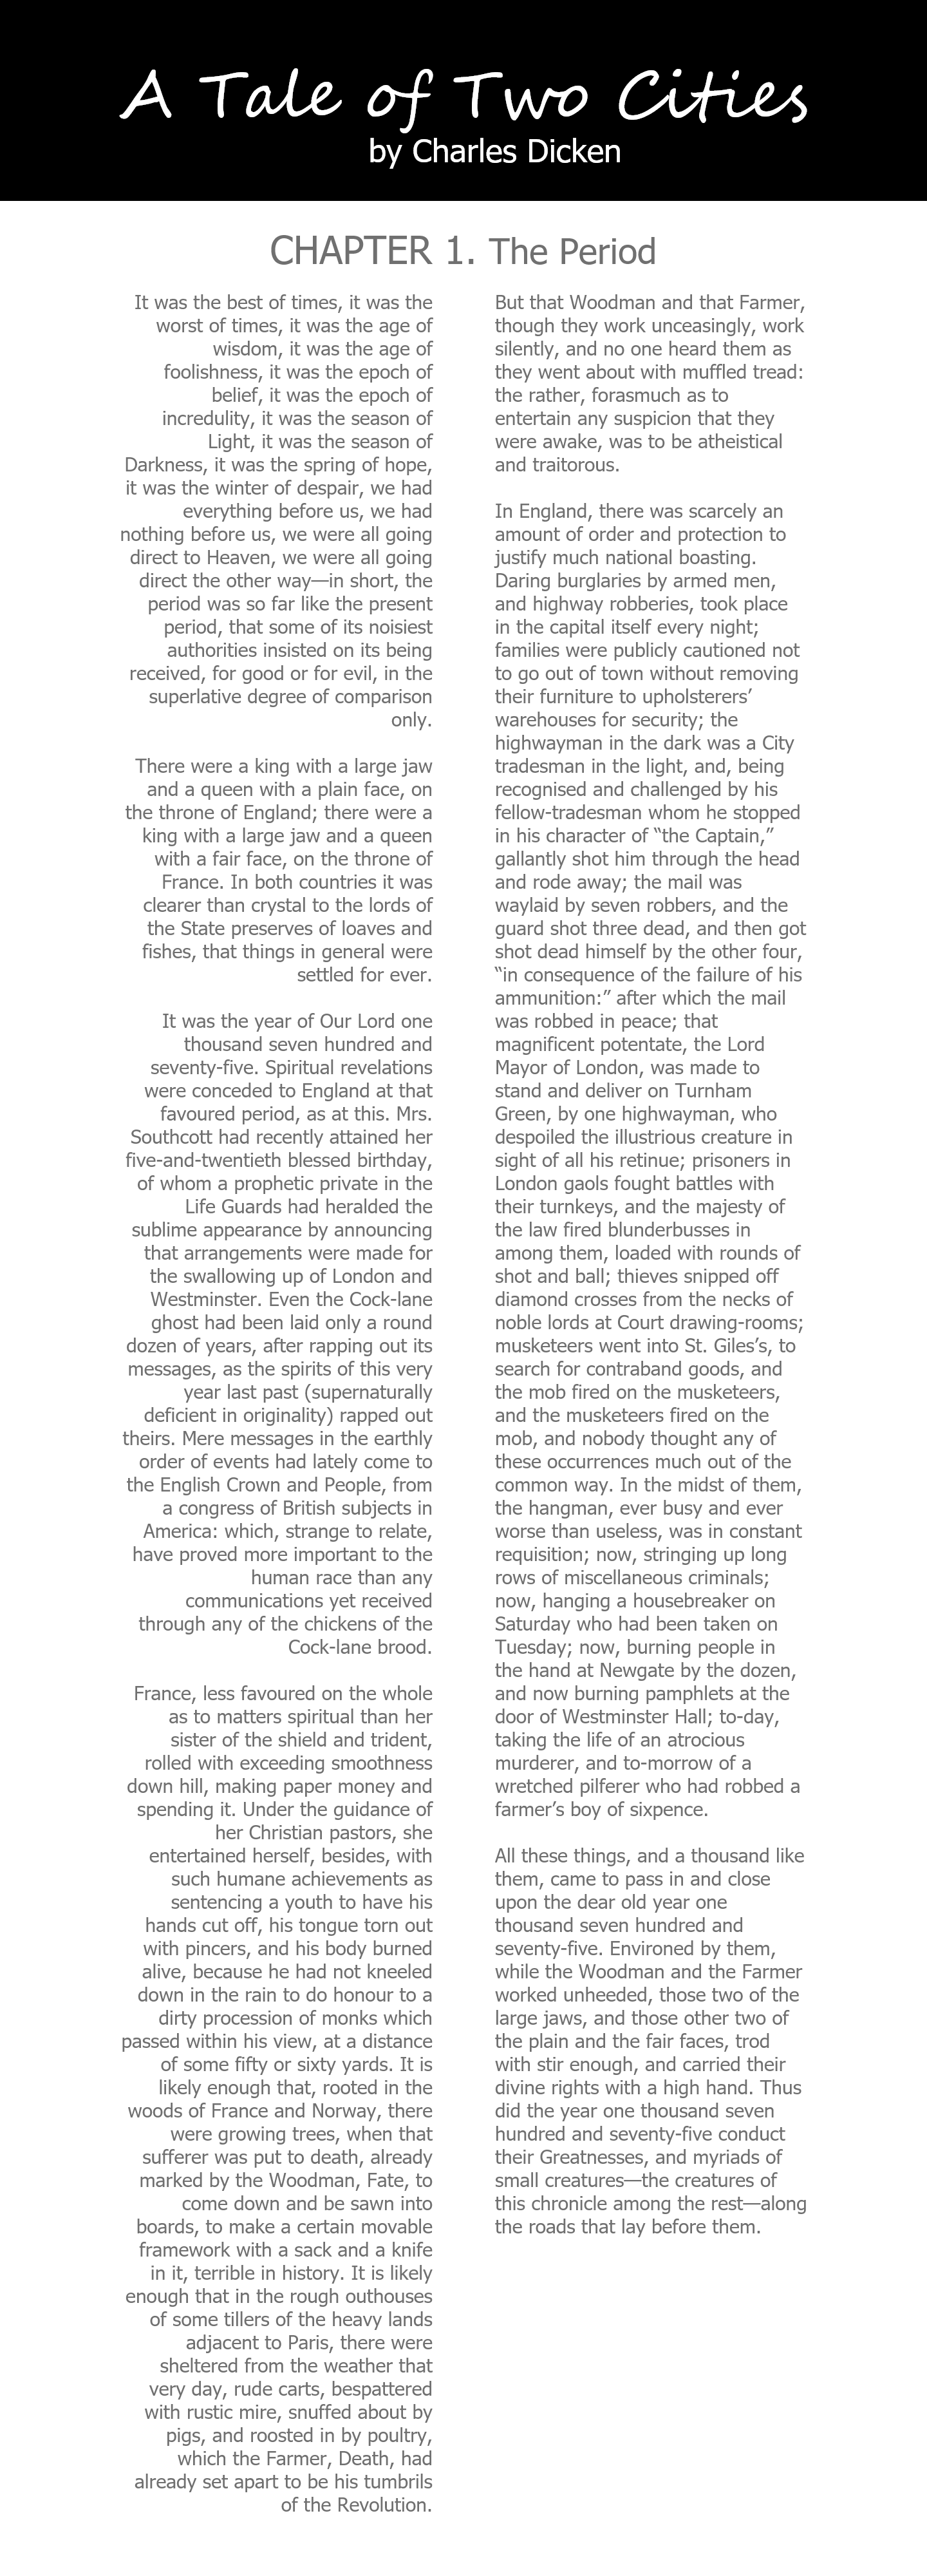 A Tale of Two Cities
by Charles Dicken
CHAPTER 1. The Period
It was the best of times, it was the
worst of times, it was the age of
wisdom, it was the age of
foolishness, it was the epoch of
belief, it was the epoch of
incredulity, it was the season of
Light, it was the season of
Darkness, it was the spring of hope,
it was the winter of despair, we had
everything before us, we had
nothing before us, we were all going
direct to Heaven, we were all going
direct the other way—in short, the
period was so far like the present
period, that some of its noisiest
authorities insisted on its being
received, for good or for evil, in the
superlative degree of comparison
only.
There were a king with a large jaw
and a queen with a plain face, on
the throne of England; there were a
king with a large jaw and a queen
with a fair face, on the throne of
France. In both countries it was
clearer than crystal to the lords of
the State preserves of loaves and
fishes, that things in general were
settled for ever.
It was the year of Our Lord one
thousand seven hundred and
seventy-five. Spiritual revelations
were conceded to England at that
favoured period, as at this. Mrs.
Southcott had recently attained her
five-and-twentieth blessed birthday,
of whom a prophetic private in the
Life Guards had heralded the
sublime appearance by announcing
that arrangements were made for
the swallowing up of London and
Westminster. Even the Cock-lane
ghost had been laid only a round
dozen of years, after rapping out its
messages, as the spirits of this very
year last past (supernaturally
deficient in originality) rapped out
theirs. Mere messages in the earthly
order of events had lately come to
the English Crown and People, from
a congress of British subjects in
America: which, strange to relate,
have proved more important to the
human race than any
communications yet received
through any of the chickens of the
Cock-lane brood.
France, less favoured on the whole
as to matters spiritual than her
sister of the shield and trident,
rolled with exceeding smoothness
down hill, making paper money and
spending it. Under the guidance of
her Christian pastors, she
entertained herself, besides, with
such humane achievements as
sentencing a youth to have his
hands cut off, his tongue torn out
with pincers, and his body burned
alive, because he had not kneeled
down in the rain to do honour to a
dirty procession of monks which
passed within his view, at a distance
of some fifty or sixty yards. It is
likely enough that, rooted in the
woods of France and Norway, there
were growing trees, when that
sufferer was put to death, already
marked by the Woodman, Fate, to
come down and be sawn into
boards, to make a certain movable
framework with a sack and a knife
in it, terrible in history. It is likely
enough that in the rough outhouses
of some tillers of the heavy lands
adjacent to Paris, there were
sheltered from the weather that
very day, rude carts, bespattered
with rustic mire, snuffed about by
pigs, and roosted in by poultry,
which the Farmer, Death, had
already set apart to be his tumbrils
of the Revolution.
But that Woodman and that Farmer,
though they work unceasingly, work
silently, and no one heard them as
they went about with muffled tread:
the rather, forasmuch as to
entertain any suspicion that they
were awake, was to be atheistical
and traitorous.
In England, there was scarcely an
amount of order and protection to
justify much national boasting.
Daring burglaries by armed men,
and highway robberies, took place
in the capital itself every night;
families were publicly cautioned not
to go out of town without removing
their furniture to upholsterers’
warehouses for security; the
highwayman in the dark was a City
tradesman in the light, and, being
recognised and challenged by his
fellow-tradesman whom he stopped
in his character of “the Captain,”
gallantly shot him through the head
and rode away; the mail was
waylaid by seven robbers, and the
guard shot three dead, and then got
shot dead himself by the other four,
“in consequence of the failure of his
ammunition:” after which the mail
was robbed in peace; that
magnificent potentate, the Lord
Mayor of London, was made to
stand and deliver on Turnham
Green, by one highwayman, who
despoiled the illustrious creature in
sight of all his retinue; prisoners in
London gaols fought battles with
their turnkeys, and the majesty of
the law fired blunderbusses in
among them, loaded with rounds of
shot and ball; thieves snipped off
diamond crosses from the necks of
noble lords at Court drawing-rooms;
musketeers went into St. Giles’s, to
search for contraband goods, and
the mob fired on the musketeers,
and the musketeers fired on the
mob, and nobody thought any of
these occurrences much out of the
common way. In the midst of them,
the hangman, ever busy and ever
worse than useless, was in constant
requisition; now, stringing up long
rows of miscellaneous criminals;
now, hanging a housebreaker on
Saturday who had been taken on
Tuesday; now, burning people in
the hand at Newgate by the dozen,
and now burning pamphlets at the
door of Westminster Hall; to-day,
taking the life of an atrocious
murderer, and to-morrow of a
wretched pilferer who had robbed a
farmer’s boy of sixpence.
All these things, and a thousand like
them, came to pass in and close
upon the dear old year one
thousand seven hundred and
seventy-five. Environed by them,
while the Woodman and the Farmer
worked unheeded, those two of the
large jaws, and those other two of
the plain and the fair faces, trod
with stir enough, and carried their
divine rights with a high hand. Thus
did the year one thousand seven
hundred and seventy-five conduct
their Greatnesses, and myriads of
small creatures—the creatures of
this chronicle among the rest—along
the roads that lay before them.